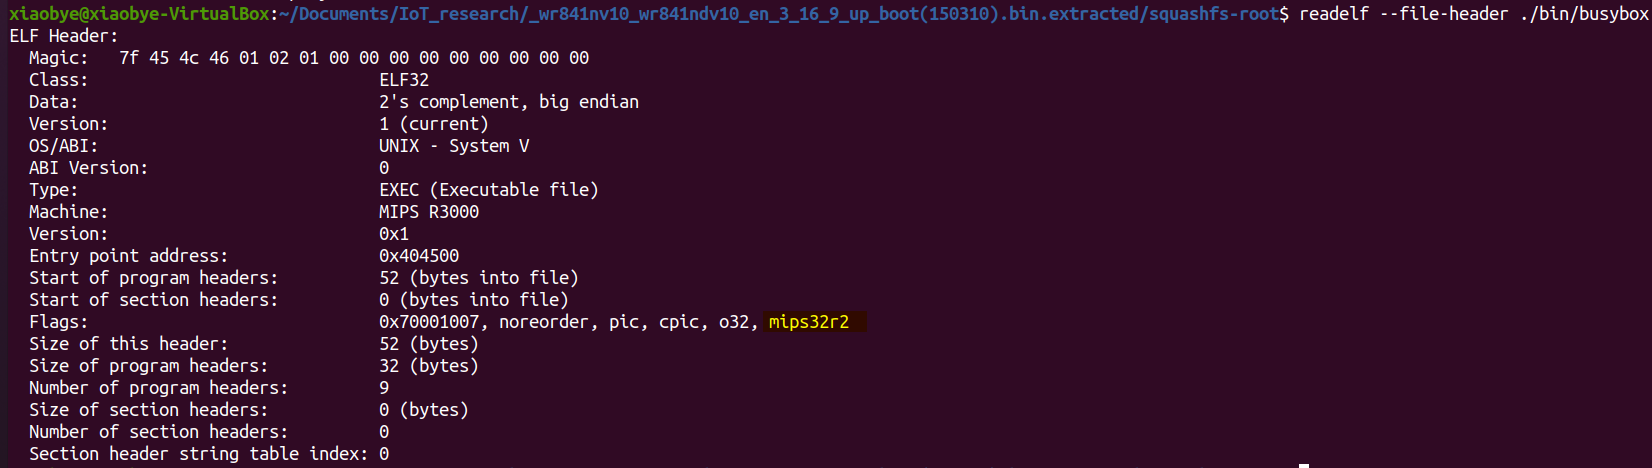 xiaobye@xiaobye-VirtualBox:~/Documents/IoT_research/_wr841nv10_wr841ndv10_en_3_16_9_up_boot(150310).bin.extracted/squashfs-root$ readelf --file-header ./bin/busybox
ELF Header:
  Magic:   7f 45 4c 46 01 02 01 00 00 00 00 00 00 00 00 00
  Class:                             ELF32
  Data:                              2's complement, big endian
  Version:                           1 (current)
  OS/ABI:                            UNIX - System V
  ABI Version:                       0
  Type:                              EXEC (Executable file)
  Machine:                           MIPS R3000
  Version:                           0x1
  Entry point address:               0x404500
  Start of program headers:          52 (bytes into file)
  Start of section headers:          0 (bytes into file)
  Flags:                             0x70001007, noreorder, pic, cpic, o32, mips32r2
  Size of this header:               52 (bytes)
  Size of program headers:           32 (bytes)
  Number of program headers:         9
  Size of section headers:           0 (bytes)
  Number of section headers:         0
  Section header string table index: 0